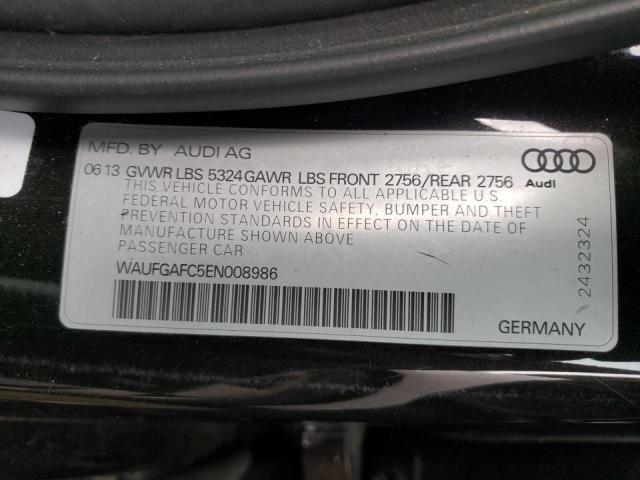 MFD. BY AUDI AG
06 13 GVWR LBS 5324 GAWR LBS FRONT 2756/REAR 2756
Audi
THIS VEHICLE CONFORMS TO ALL APPLICABLE U.S.
FEDERAL MOTOR VEHICLE SAFETY, BUMPER AND THEFT
PREVENTION STANDARDS IN EFFECT ON THE DATE OF
MANUFACTURE SHOWN ABOVE
PASSENGER CAR
WAUFGAFC5EN008986
2432324
GERMANY